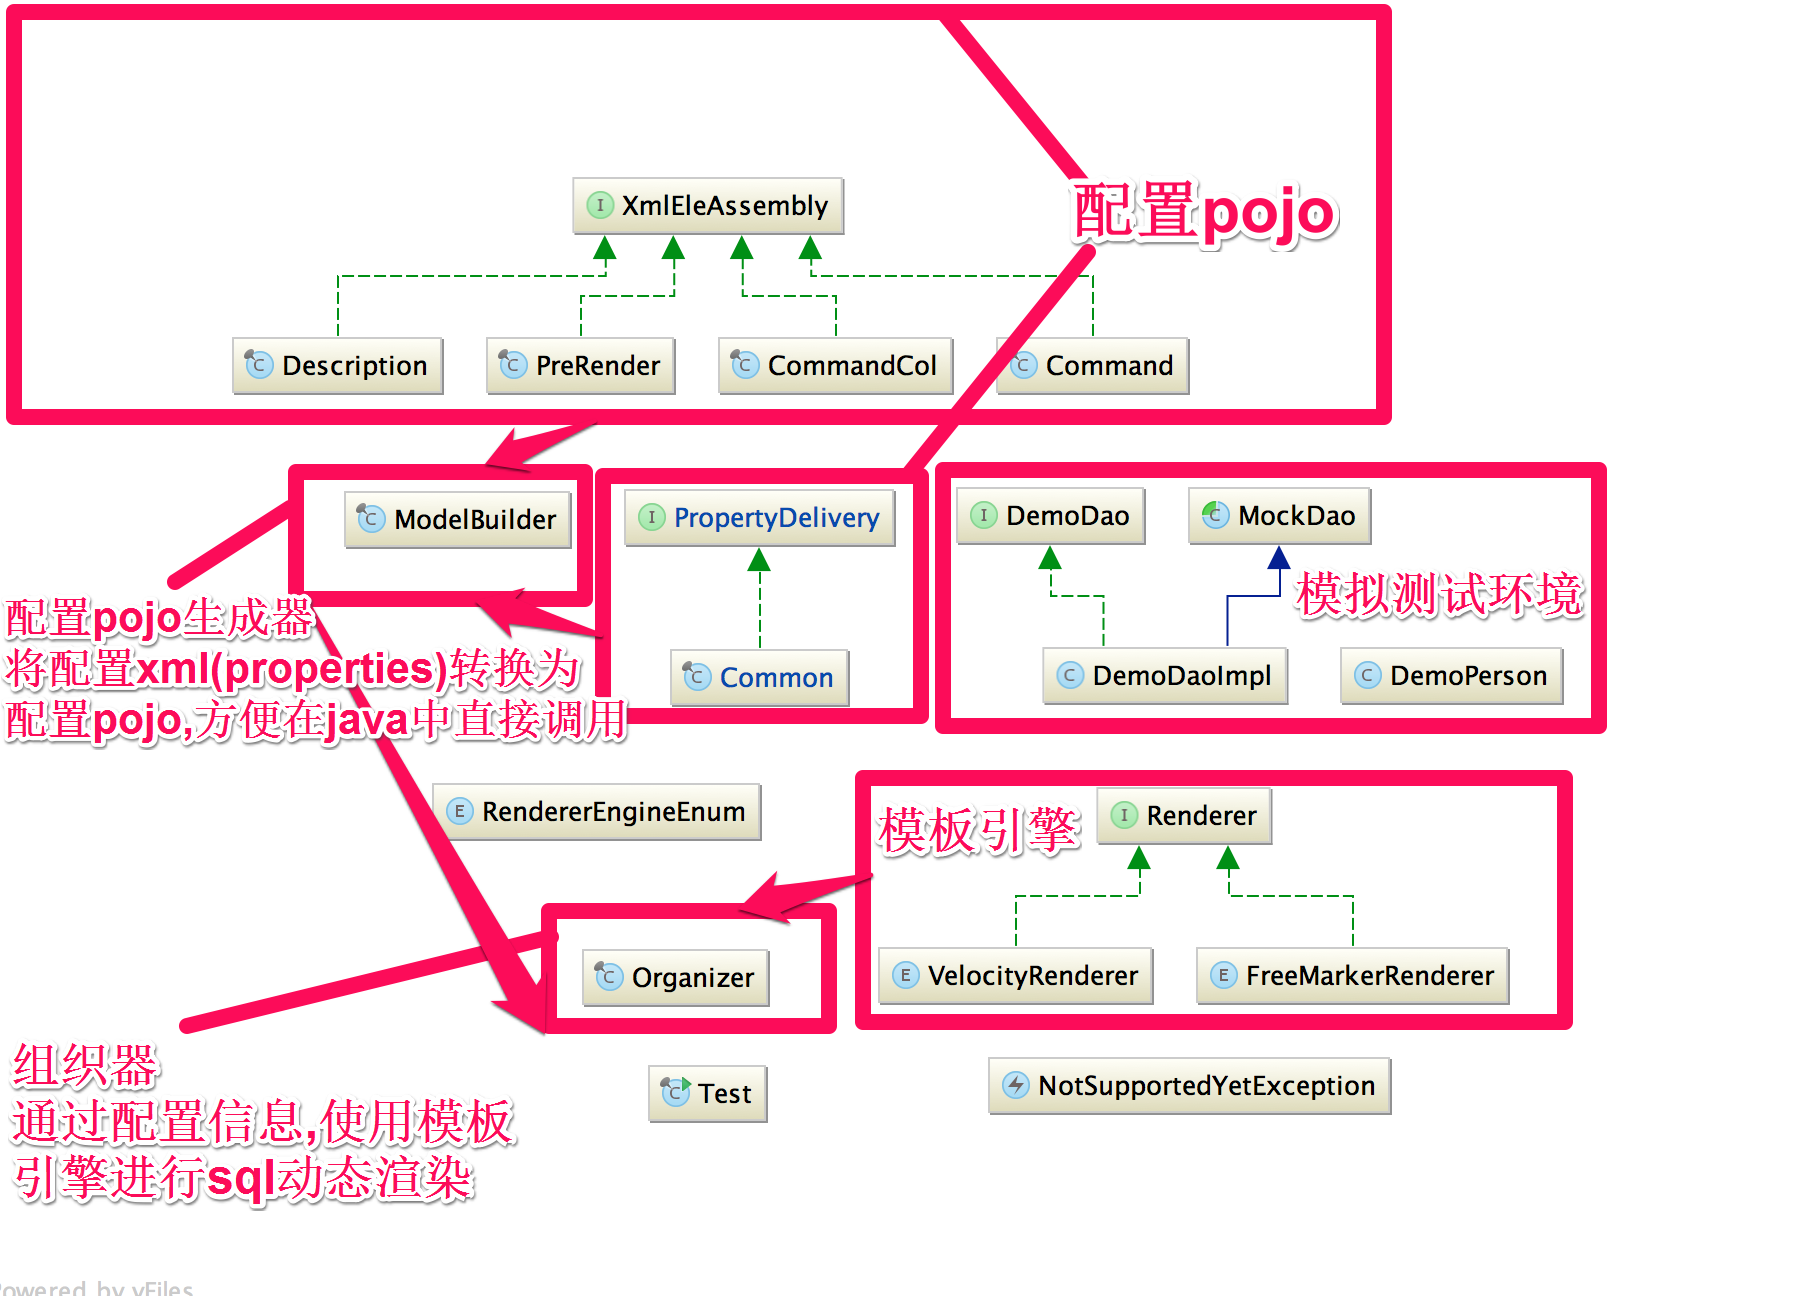 XmlEleAssembly
配置pojo
Description
PreRender
CommandCol
Command
ModelBuilder
PropertyDelivery
DemoDao
MockDao
模拟测试环境
配置pojo生成器
将配置xml(properties)转换为
配置pojo,方便在java中直接调用
Common
DemoDaoImpl
DemoPerson
RendererEngineEnum
模板引擎
Renderer
Organizer
VelocityRenderer
FreeMarkerRenderer
组织器
通过配置信息,使用模板
引擎进行sql动态渲染
Test
NotSupportedYetException
Powered by yFiles